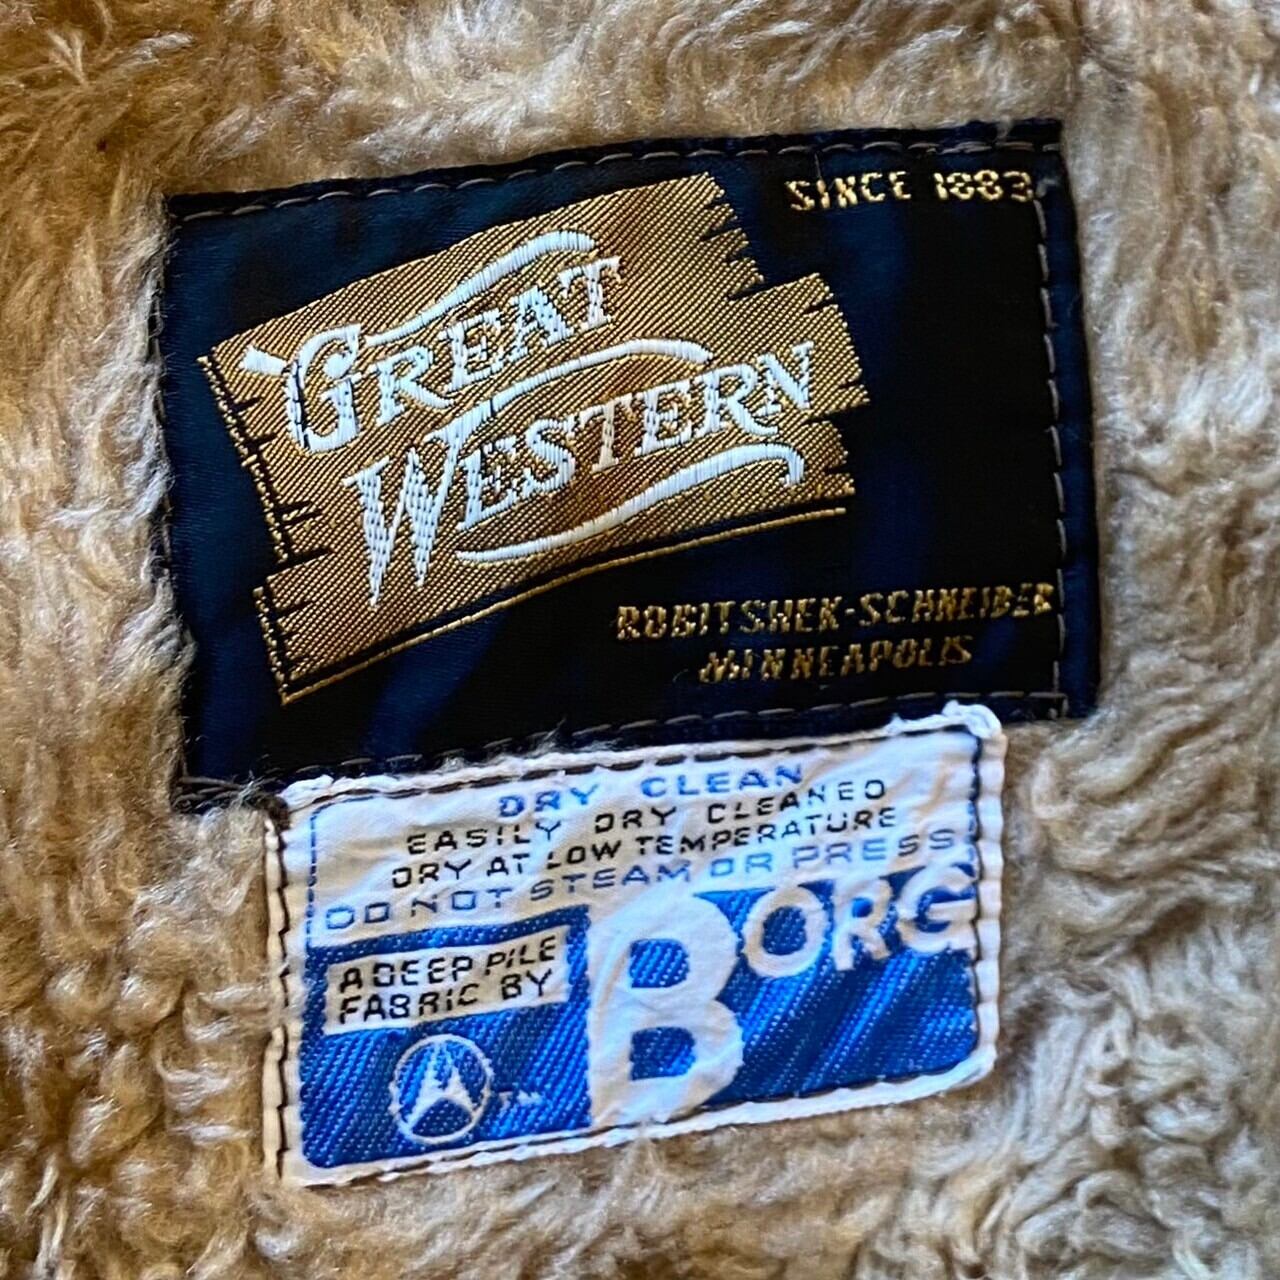 SINCE 1883
GREAT
WESTERN
ROBITSHEK-SCHNEIDER
MINNEAPOLIS
DRY CLEAN
EASILY DRY CLEANED
DRY AT LOW TEMPERATURE
DO NOT STEAM OR PRESS
A DEEP PILE
FABRIC BY
BORG
TM